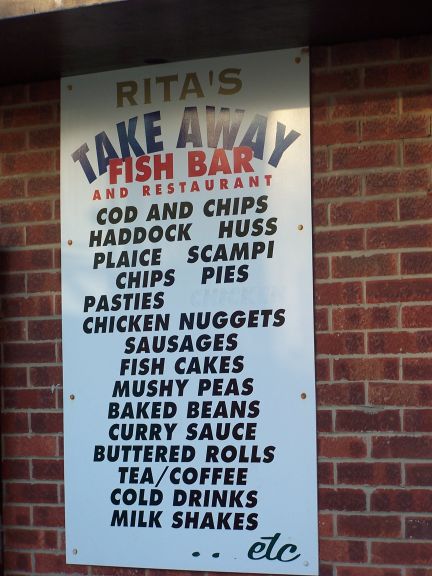 RITA'S
TAKE AWAY
FISH BAR
AND RESTAURANT
COD AND CHIPS
HADDOCK HUSS
PLAICE SCAMPI
CHIPS PIES
PASTIES CHICKEN
CHICKEN NUGGETS
SAUSAGES
FISH CAKES
MUSHY PEAS
BAKED BEANS
CURRY SAUCE
BUTTERED ROLLS
TEA/COFFEE
COLD DRINKS
MILK SHAKES
... etc